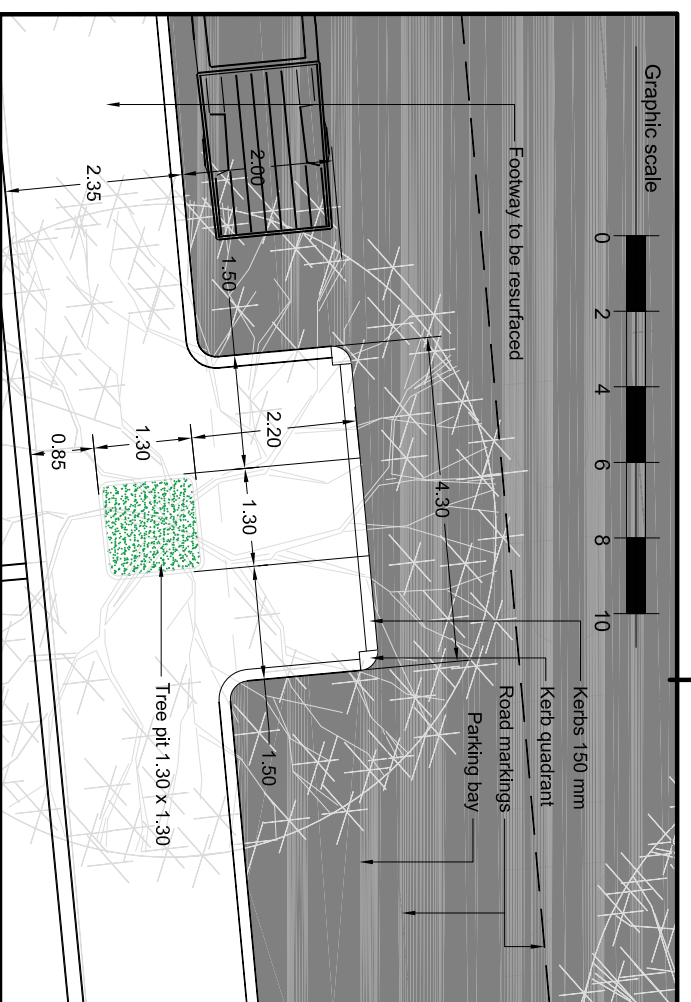 Graphic scale
0
2
4
6
8
10
Footway to be resurfaced
Kerbs 150 mm
Kerb quadrant
Road markings
Parking bay
2.00
2.35
1.50
4.30
2.20
1.30
1.30
0.85
1.50
Tree pit 1.30 x 1.30